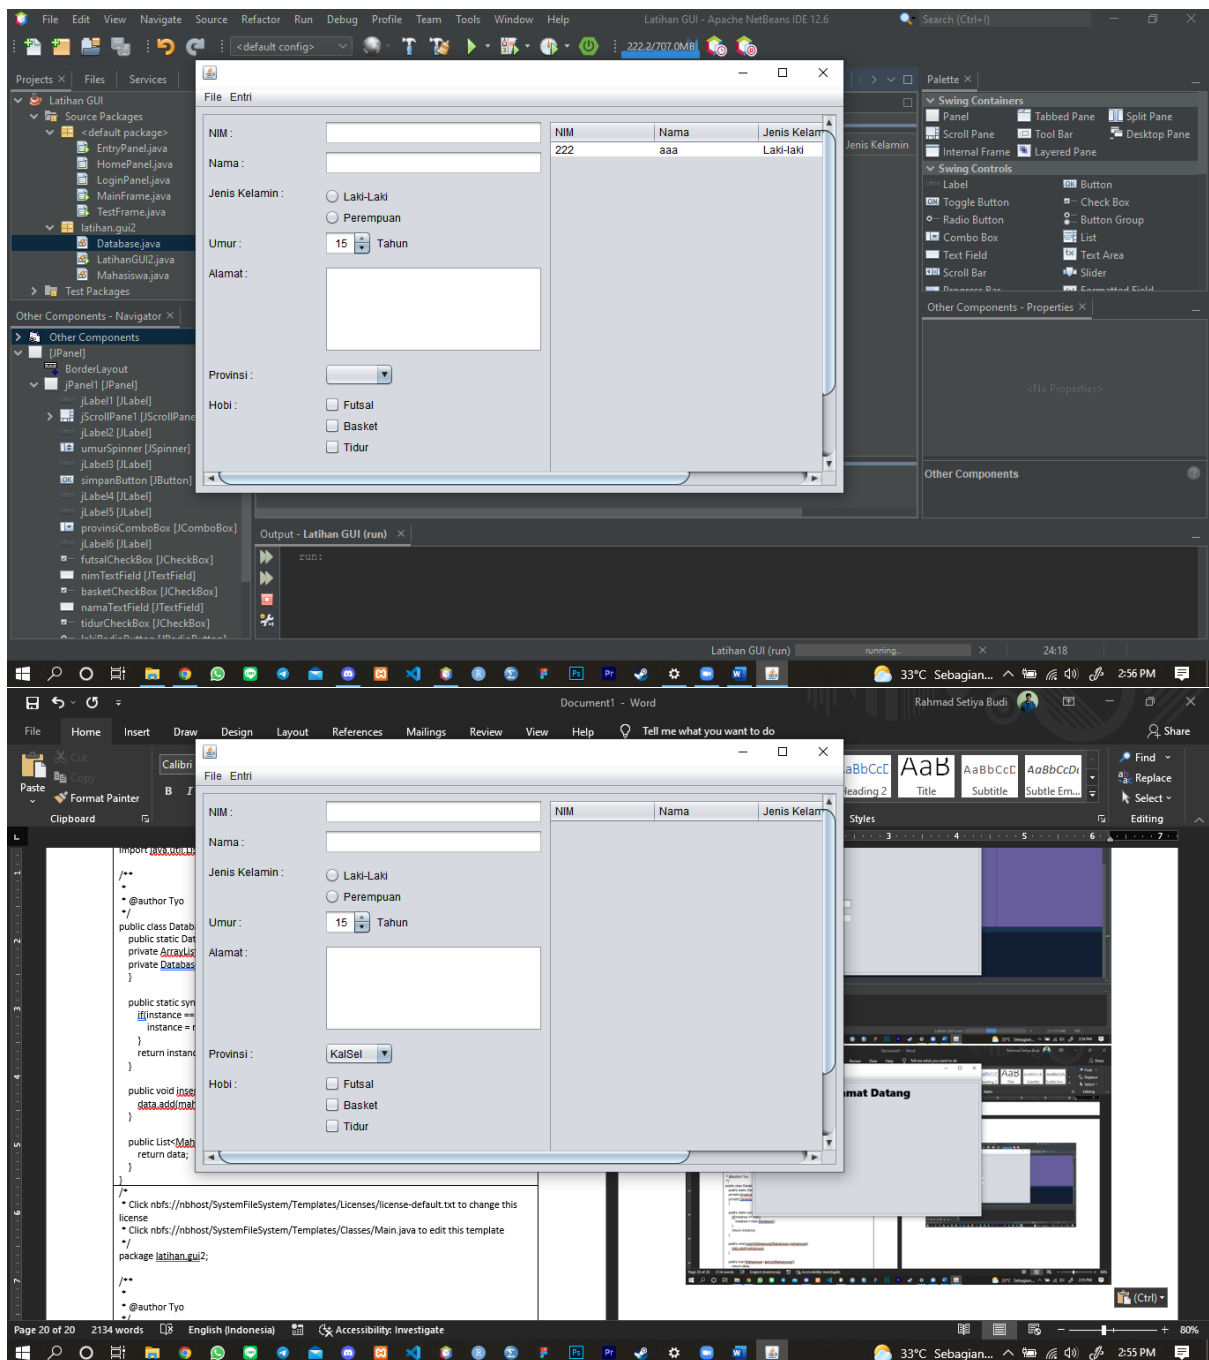 File Edit View Navigate Source Refactor Run Debug Profile Team Tools Window Help Latihan GUI - Apache NetBeans IDE 12.6 Search (Ctrl+I)
<default config> 222.2/707.0MB
Projects Files Services
Palette
Latihan GUI
Source Packages
<default package>
EntryPanel.java
HomePanel.java
LoginPanel.java
MainFrame.java
TestFrame.java
latihan.gui2
Database.java
LatihanGUI2.java
Mahasiswa.java
Test Packages
Other Components - Navigator
Other Components
[JPanel]
BorderLayout
jPanel1 [JPanel]
jLabel1 [JLabel]
jScrollPane1 [JScrollPane
jLabel2 [JLabel]
umurSpinner [JSpinner]
jLabel3 [JLabel]
simpanButton [JButton]
jLabel4 [JLabel]
jLabel5 [JLabel]
provinsiComboBox [JComboBox]
jLabel6 [JLabel]
futsalCheckBox [JCheckBox]
nimTextField [JTextField]
basketCheckBox [JCheckBox]
namaTextField [JTextField]
tidurCheckBox [JCheckBox]
File Entri
NIM :
Nama :
Jenis Kelamin :
Laki-Laki
Perempuan
Umur :
15 Tahun
Alamat :
Provinsi :
Hobi :
Futsal
Basket
Tidur
NIM Nama Jenis Kelam
222 aaa Laki-laki
Jenis Kelamin
Swing Containers
Panel Tabbed Pane Split Pane
Scroll Pane Tool Bar Desktop Pane
Internal Frame Layered Pane
Swing Controls
Label Button
Toggle Button Check Box
Radio Button Button Group
Combo Box List
Text Field Text Area
Scroll Bar Slider
Progress Bar Formatted Field
Other Components - Properties
<No Properties>
Other Components
Output - Latihan GUI (run)
run:
Latihan GUI (run) running... 24:18
33°C Sebagian... 2:56 PM
Document1 - Word Rahmad Setiya Budi
File Home Insert Draw Design Layout References Mailings Review View Help Tell me what you want to do Share
Cut
Copy
Paste
Format Painter
Clipboard
Calibri
B I
File Entri
NIM :
Nama :
Jenis Kelamin :
Laki-Laki
Perempuan
Umur :
15 Tahun
Alamat :
Provinsi :
KalSel
Hobi :
Futsal
Basket
Tidur
NIM Nama Jenis Kelam
AaB AaBbCcD AaBbCcDc
Heading 2 Title Subtitle Subtle Em...
Styles
Find
Replace
Select
Editing
3 4 5 6 7
/**
*
* @author Tyo
*/
public class Datab
public static Dat
private ArrayLis
private Databas
}
public static syn
if(instance ==
instance = n
}
return instanc
}
public void inse
data.add(mah
}
public List<Mah
return data;
}
}
/*
* Click nbfs://nbhost/SystemFileSystem/Templates/Licenses/license-default.txt to change this
license
* Click nbfs://nbhost/SystemFileSystem/Templates/Classes/Main.java to edit this template
*/
package latihan.gui2;
/**
*
* @author Tyo
mat Datang
(Ctrl)
Page 20 of 20 2134 words English (Indonesia) Accessibility: Investigate 80%
33°C Sebagian... 2:55 PM